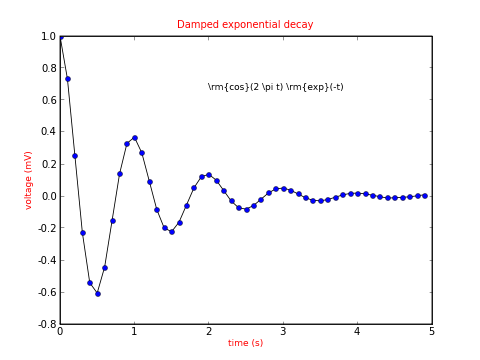 Damped exponential decay
1.0
\rm{cos}(2 \pi t) \rm{exp}(-t)
0.8
0.6
0.4
0.2
0.0
-0.2
-0.4
-0.6
-0.8
voltage (mV)
0 1 2 3 4 5
time (s)